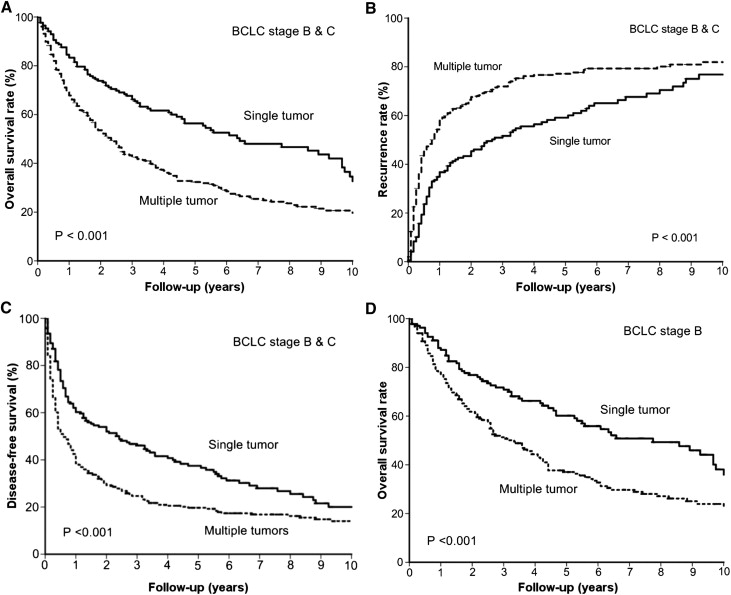 A
BCLC stage B & C
Overall survival rate (%)
100
80
60
40
20
0
Single tumor
Multiple tumor
P < 0.001
0 1 2 3 4 5 6 7 8 9 10
Follow-up (years)
B
BCLC stage B & C
Recurrence rate (%)
100
80
60
40
20
0
Multiple tumor
Single tumor
P < 0.001
0 1 2 3 4 5 6 7 8 9 10
Follow-up (years)
C
BCLC stage B & C
Disease-free survival (%)
100
80
60
40
20
0
Single tumor
Multiple tumors
P <0.001
0 1 2 3 4 5 6 7 8 9 10
Follow-up (years)
D
BCLC stage B
Overall survival rate
100
80
60
40
20
0
Single tumor
Multiple tumor
P <0.001
0 1 2 3 4 5 6 7 8 9 10
Follow-up (years)